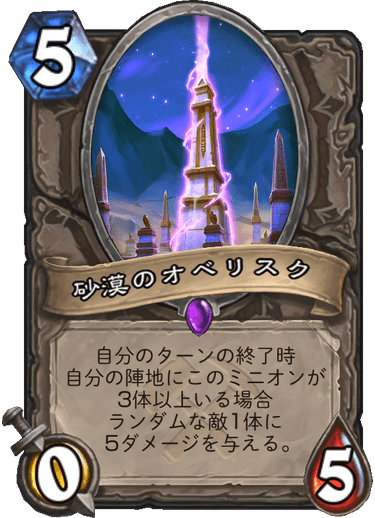 5
砂漠のオベリスク
自分のターンの終了時
自分の陣地にこのミニオンが
3体以上いる場合
ランダムな敵1体に
5ダメージを与える。
0
5